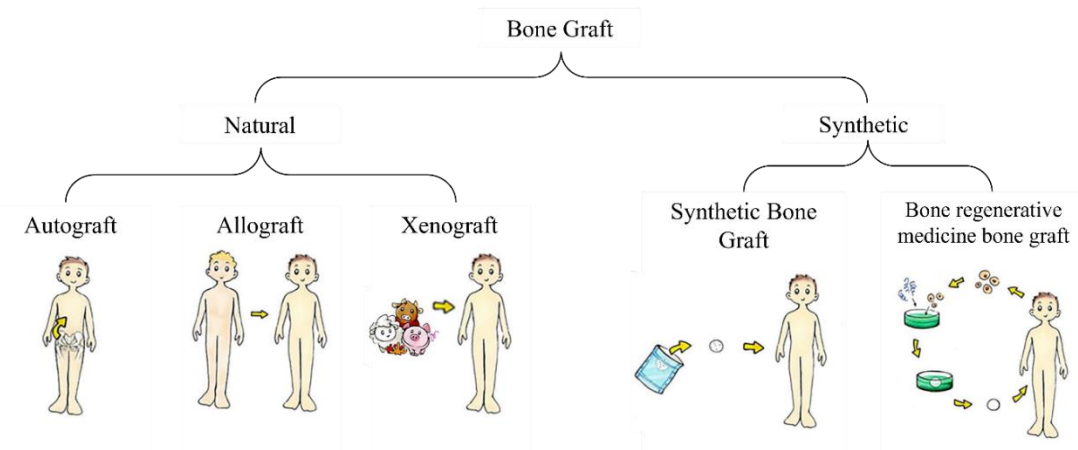 Bone Graft
Natural
Synthetic
Autograft
Allograft
Xenograft
Synthetic Bone
Graft
Bone regenerative
medicine bone graft